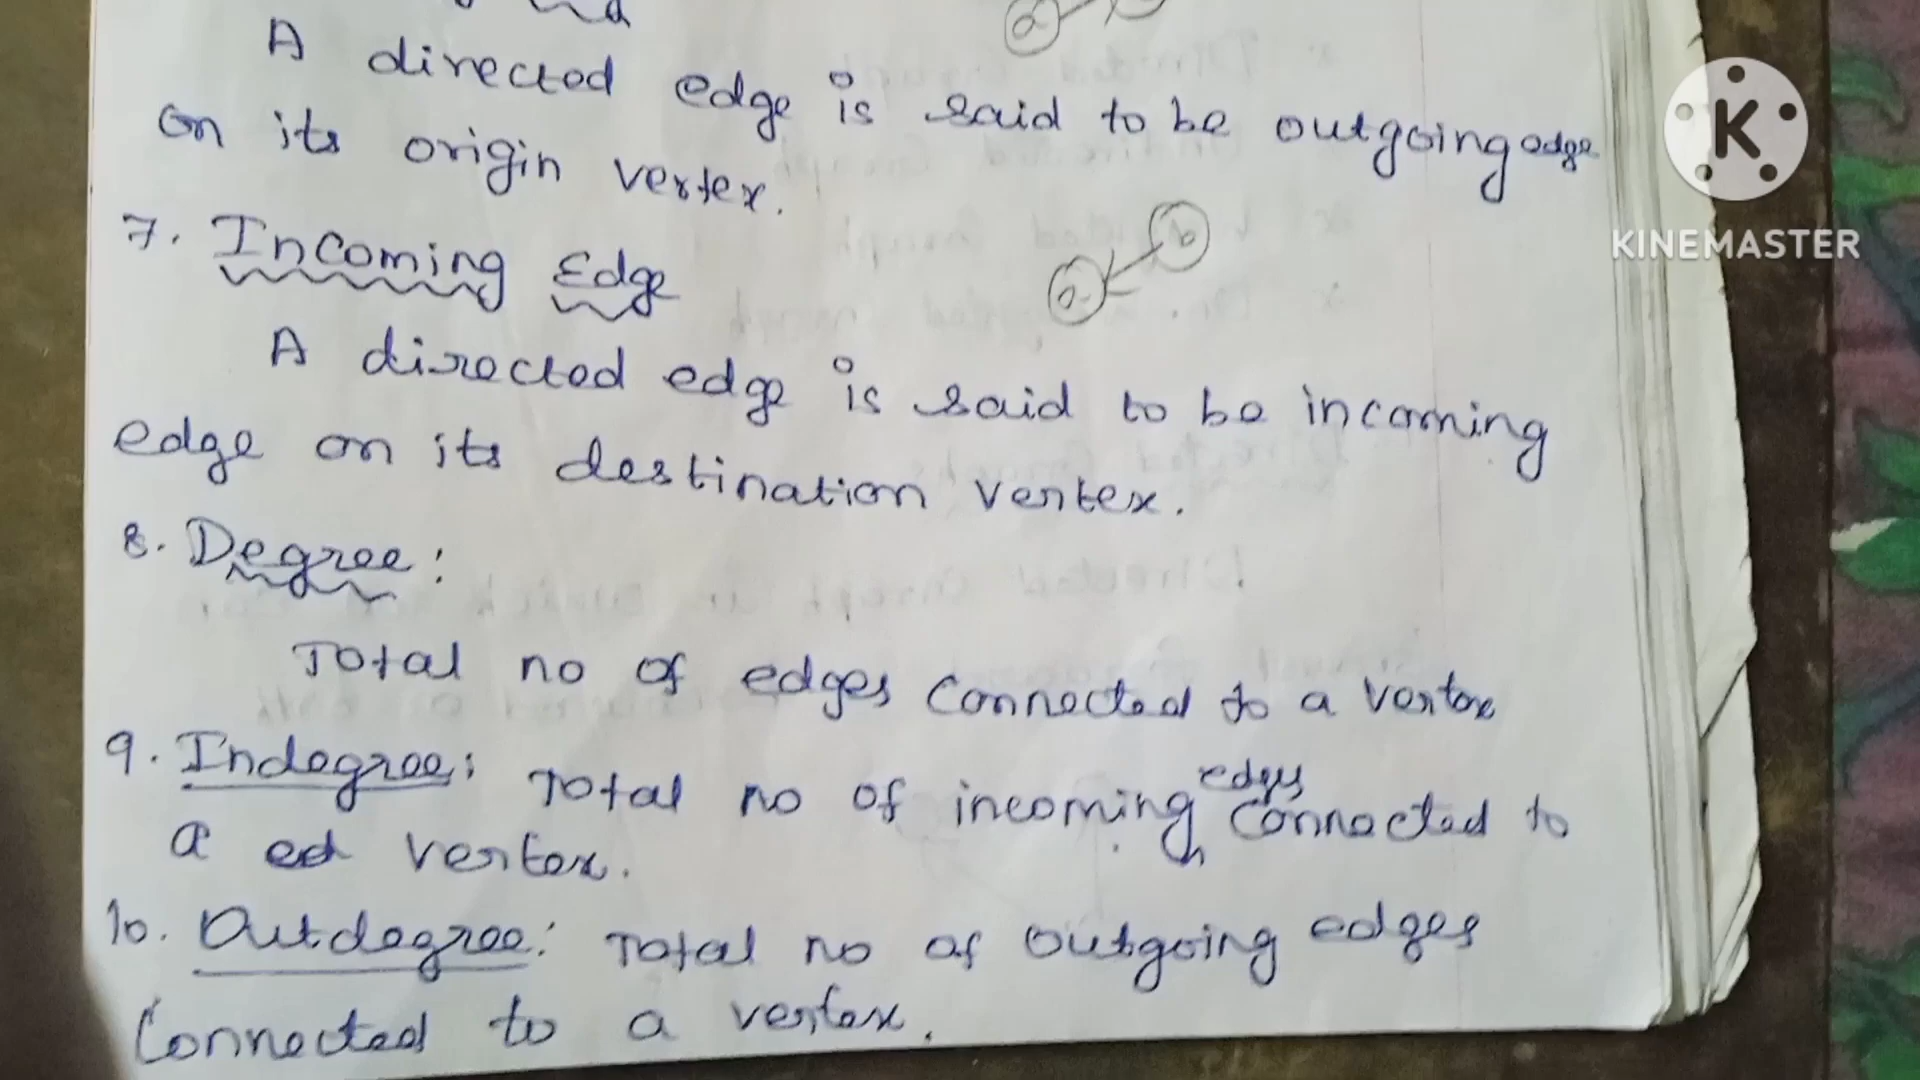 A directed edge is said to be outgoing edge
on its origin vertex.
7. Incoming Edge
b
a
A directed edge is said to be incoming
edge on its destination vertex.
8. Degree:
Total no of edges connected to a vertex
9. Indegree: Total no of incoming edges connected to
a vertex.
10. Outdegree: Total no of outgoing edges
Connected to a vertex.
K
KINEMASTER